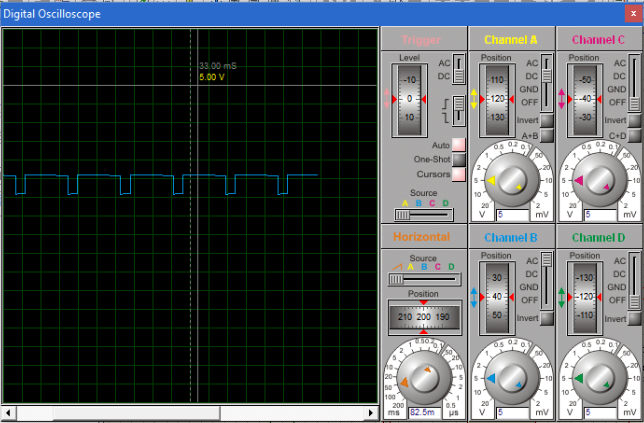 Digital Oscilloscope
33.00 mS
5.00 V
Trigger
Level
-10
0
10
AC
DC
Auto
One-Shot
Cursors
Source
A B C D
Channel A
Position
110
120
130
AC
DC
GND
OFF
Invert
A+B
V
5
mV
Channel C
Position
-50
-40
-30
AC
DC
GND
OFF
Invert
C+D
V
5
mV
Horizontal
Source
A B C D
Position
210 200 190
ms
82.5m
µs
Channel B
Position
30
40
50
AC
DC
GND
OFF
Invert
V
5
mV
Channel D
Position
-130
-120
-110
AC
DC
GND
OFF
Invert
V
5
mV